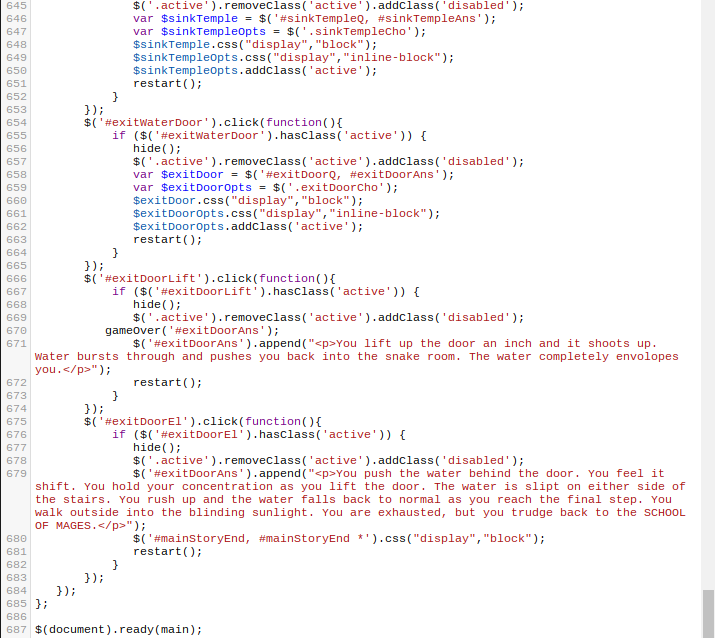 645 $('.active').removeClass('active').addClass('disabled');
646 var $sinkTemple = $('#sinkTempleQ, #sinkTempleAns');
647 var $sinkTempleOpts = $('.sinkTempleCho');
648 $sinkTemple.css("display","block");
649 $sinkTempleOpts.css("display","inline-block");
650 $sinkTempleOpts.addClass('active');
651 restart();
652 }
653 });
654 $('#exitWaterDoor').click(function(){
655 if ($('#exitWaterDoor').hasClass('active')) {
656 hide();
657 $('.active').removeClass('active').addClass('disabled');
658 var $exitDoor = $('#exitDoorQ, #exitDoorAns');
659 var $exitDoorOpts = $('.exitDoorCho');
660 $exitDoor.css("display","block");
661 $exitDoorOpts.css("display","inline-block");
662 $exitDoorOpts.addClass('active');
663 restart();
664 }
665 });
666 $('#exitDoorLift').click(function(){
667 if ($('#exitDoorLift').hasClass('active')) {
668 hide();
669 $('.active').removeClass('active').addClass('disabled');
670 gameOver('#exitDoorAns');
671 $('#exitDoorAns').append("<p>You lift up the door an inch and it shoots up.
Water bursts through and pushes you back into the snake room. The water completely envolopes
you.</p>");
672 restart();
673 }
674 });
675 $('#exitDoorEl').click(function(){
676 if ($('#exitDoorEl').hasClass('active')) {
677 hide();
678 $('.active').removeClass('active').addClass('disabled');
679 $('#exitDoorAns').append("<p>You push the water behind the door. You feel it
shift. You hold your concentration as you lift the door. The water is slipt on either side of
the stairs. You rush up and the water falls back to normal as you reach the final step. You
walk outside into the blinding sunlight. You are exhausted, but you trudge back to the SCHOOL
OF MAGES.</p>");
680 $('#mainStoryEnd, #mainStoryEnd *').css("display","block");
681 restart();
682 }
683 });
684 });
685 };
686
687 $(document).ready(main);